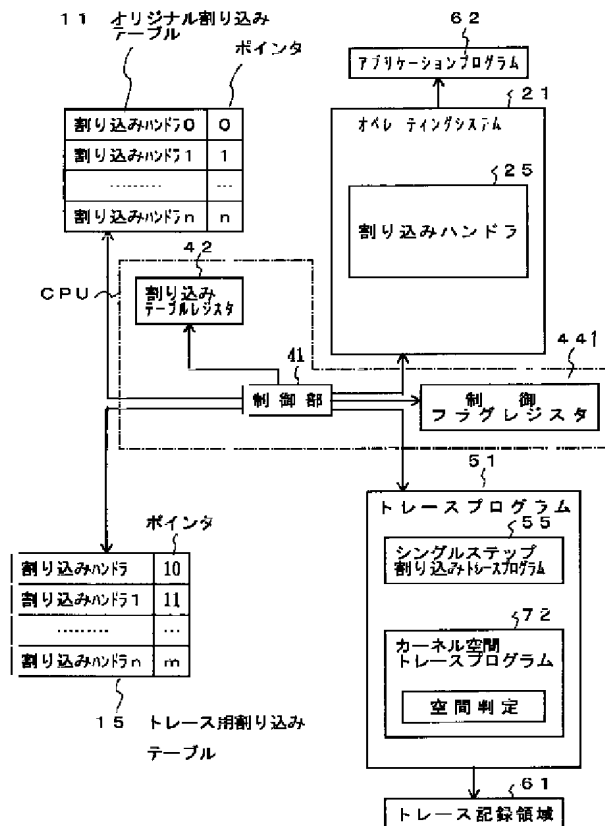 11 オリジナル割り込み
テーブル
ポインタ
割り込みハンドラ0 0
割り込みハンドラ1 1
……… …
割り込みハンドラn n
62
アプリケーションプログラム
21
オペレーティングシステム
25
割り込みハンドラ
CPU
42
割り込み
テーブルレジスタ
41
制御部
441
制御
フラグレジスタ
51
トレースプログラム
55
シングルステップ
割り込みトレースプログラム
72
カーネル空間
トレースプログラム
空間判定
61
トレース記録領域
ポインタ
割り込みハンドラ 10
割り込みハンドラ1 11
……… …
割り込みハンドラn m
15 トレース用割り込み
テーブル